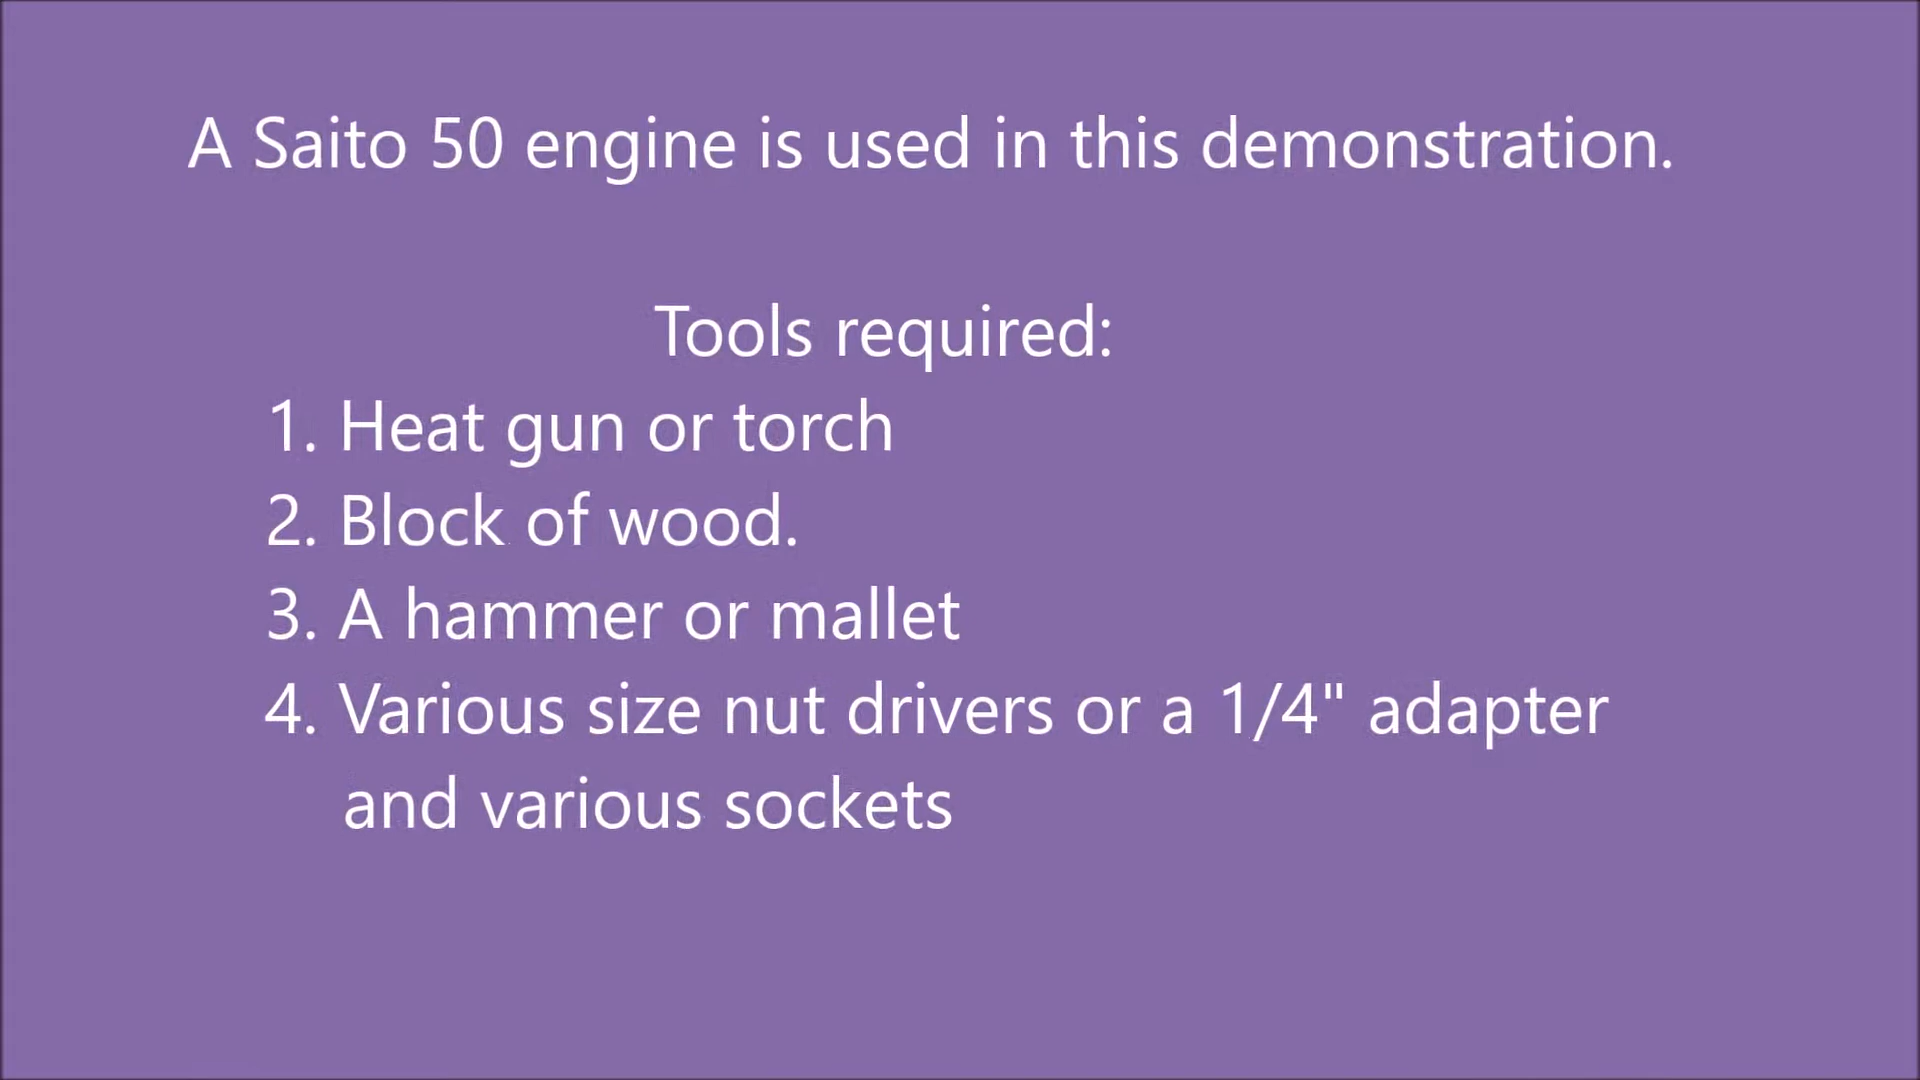 A Saito 50 engine is used in this demonstration.
Tools required:
1. Heat gun or torch
2. Block of wood.
3. A hammer or mallet
4. Various size nut drivers or a 1/4" adapter
and various sockets